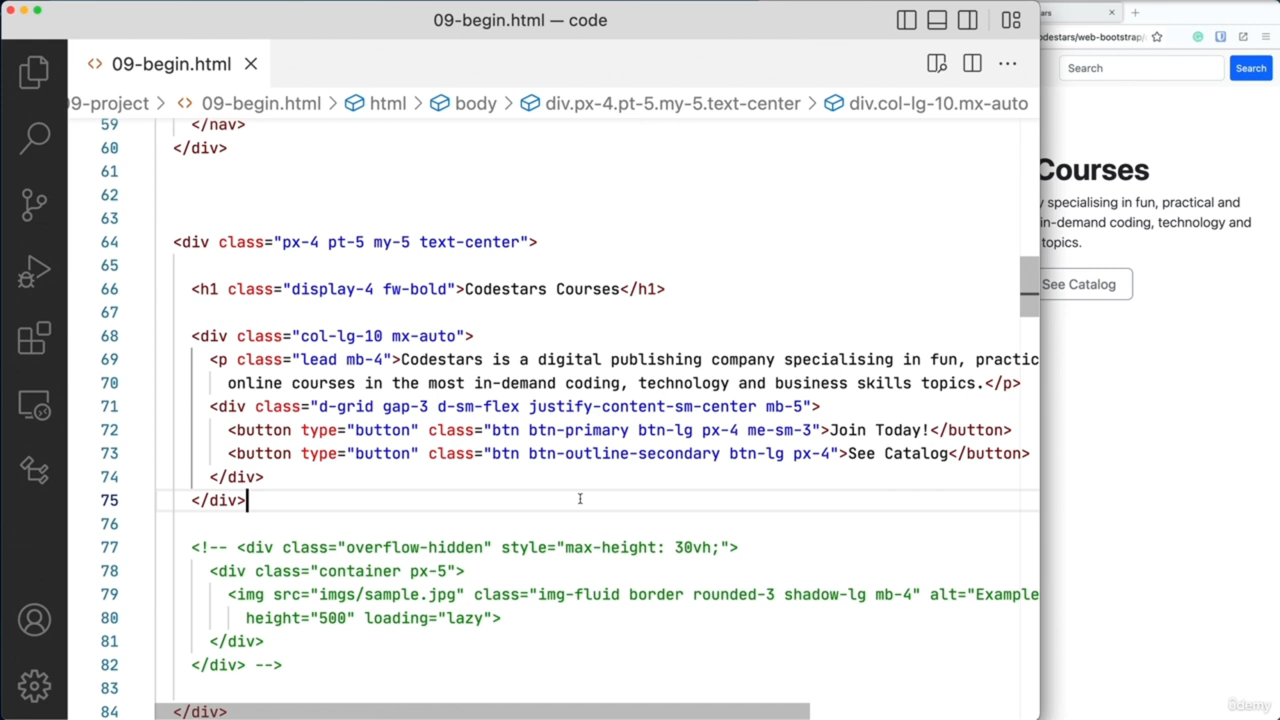 09-begin.html — code
ars
destars/web-bootstrap/
09-begin.html
Search
Search
09-project > 09-begin.html > html > body > div.px-4.pt-5.my-5.text-center > div.col-lg-10.mx-auto
59 </nav>
60 </div>
61
62
63
64 <div class="px-4 pt-5 my-5 text-center">
65
66 <h1 class="display-4 fw-bold">Codestars Courses</h1>
67
68 <div class="col-lg-10 mx-auto">
69 <p class="lead mb-4">Codestars is a digital publishing company specialising in fun, practic
70 online courses in the most in-demand coding, technology and business skills topics.</p>
71 <div class="d-grid gap-3 d-sm-flex justify-content-sm-center mb-5">
72 <button type="button" class="btn btn-primary btn-lg px-4 me-sm-3">Join Today!</button>
73 <button type="button" class="btn btn-outline-secondary btn-lg px-4">See Catalog</button>
74 </div>
75 </div>
76
77 <!-- <div class="overflow-hidden" style="max-height: 30vh;">
78 <div class="container px-5">
79 <img src="imgs/sample.jpg" class="img-fluid border rounded-3 shadow-lg mb-4" alt="Example
80 height="500" loading="lazy">
81 </div>
82 </div> -->
83
84 </div>
Courses
y specialising in fun, practical and
in-demand coding, technology and
topics.
See Catalog
ûdemy